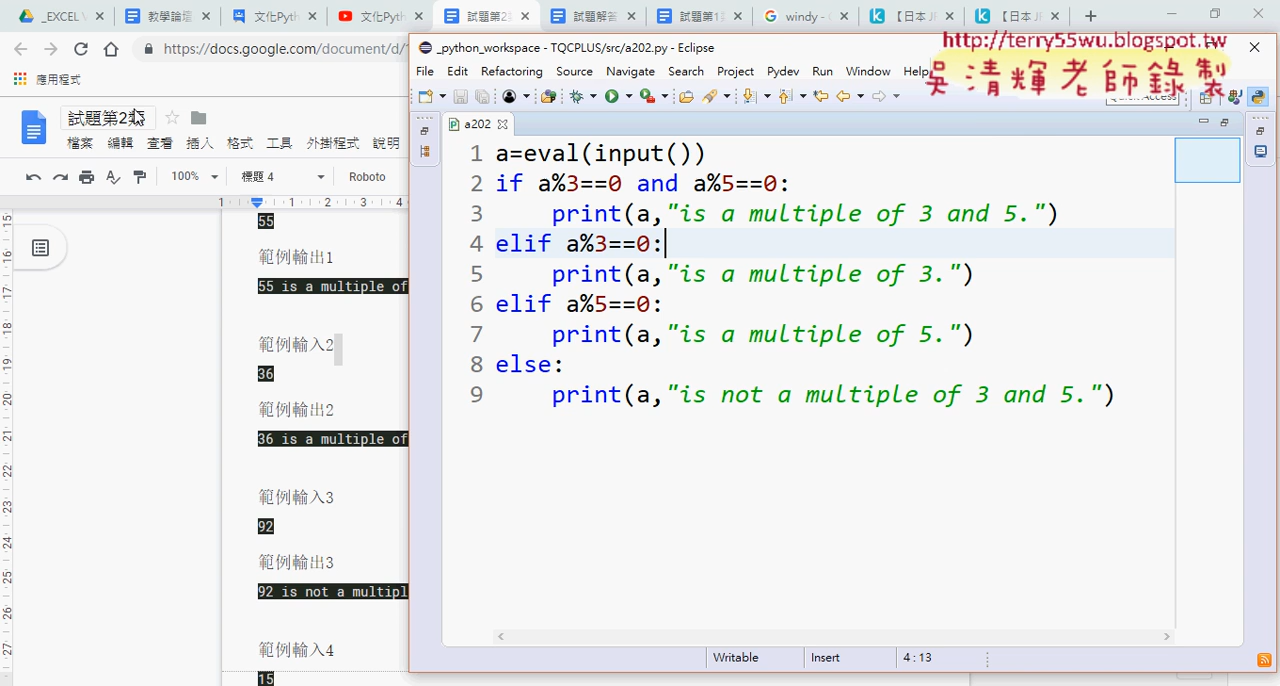 _EXCEL V
教學論壇
文化Pyth
文化Pytho
試題第2
試題解答
試題第1
windy -
【日本 JF
【日本 JF
https://docs.google.com/document/d/
應用程式
試題第2
檔案 編輯 查看 插入 格式 工具 外掛程式 說明
100% 標題 4 Roboto
1 1 2 3 4
55
範例輸出1
55 is a multiple of
範例輸入2
36
範例輸出2
36 is a multiple of
範例輸入3
92
範例輸出3
92 is not a multipl
範例輸入4
15
_python_workspace - TQCPLUS/src/a202.py - Eclipse
http://terry55wu.blogspot.tw
吳清輝老師錄製
File Edit Refactoring Source Navigate Search Project Pydev Run Window Help
a202
1 a=eval(input())
2 if a%3==0 and a%5==0:
3 print(a,"is a multiple of 3 and 5.")
4 elif a%3==0:
5 print(a,"is a multiple of 3.")
6 elif a%5==0:
7 print(a,"is a multiple of 5.")
8 else:
9 print(a,"is not a multiple of 3 and 5.")
Writable Insert 4 : 13